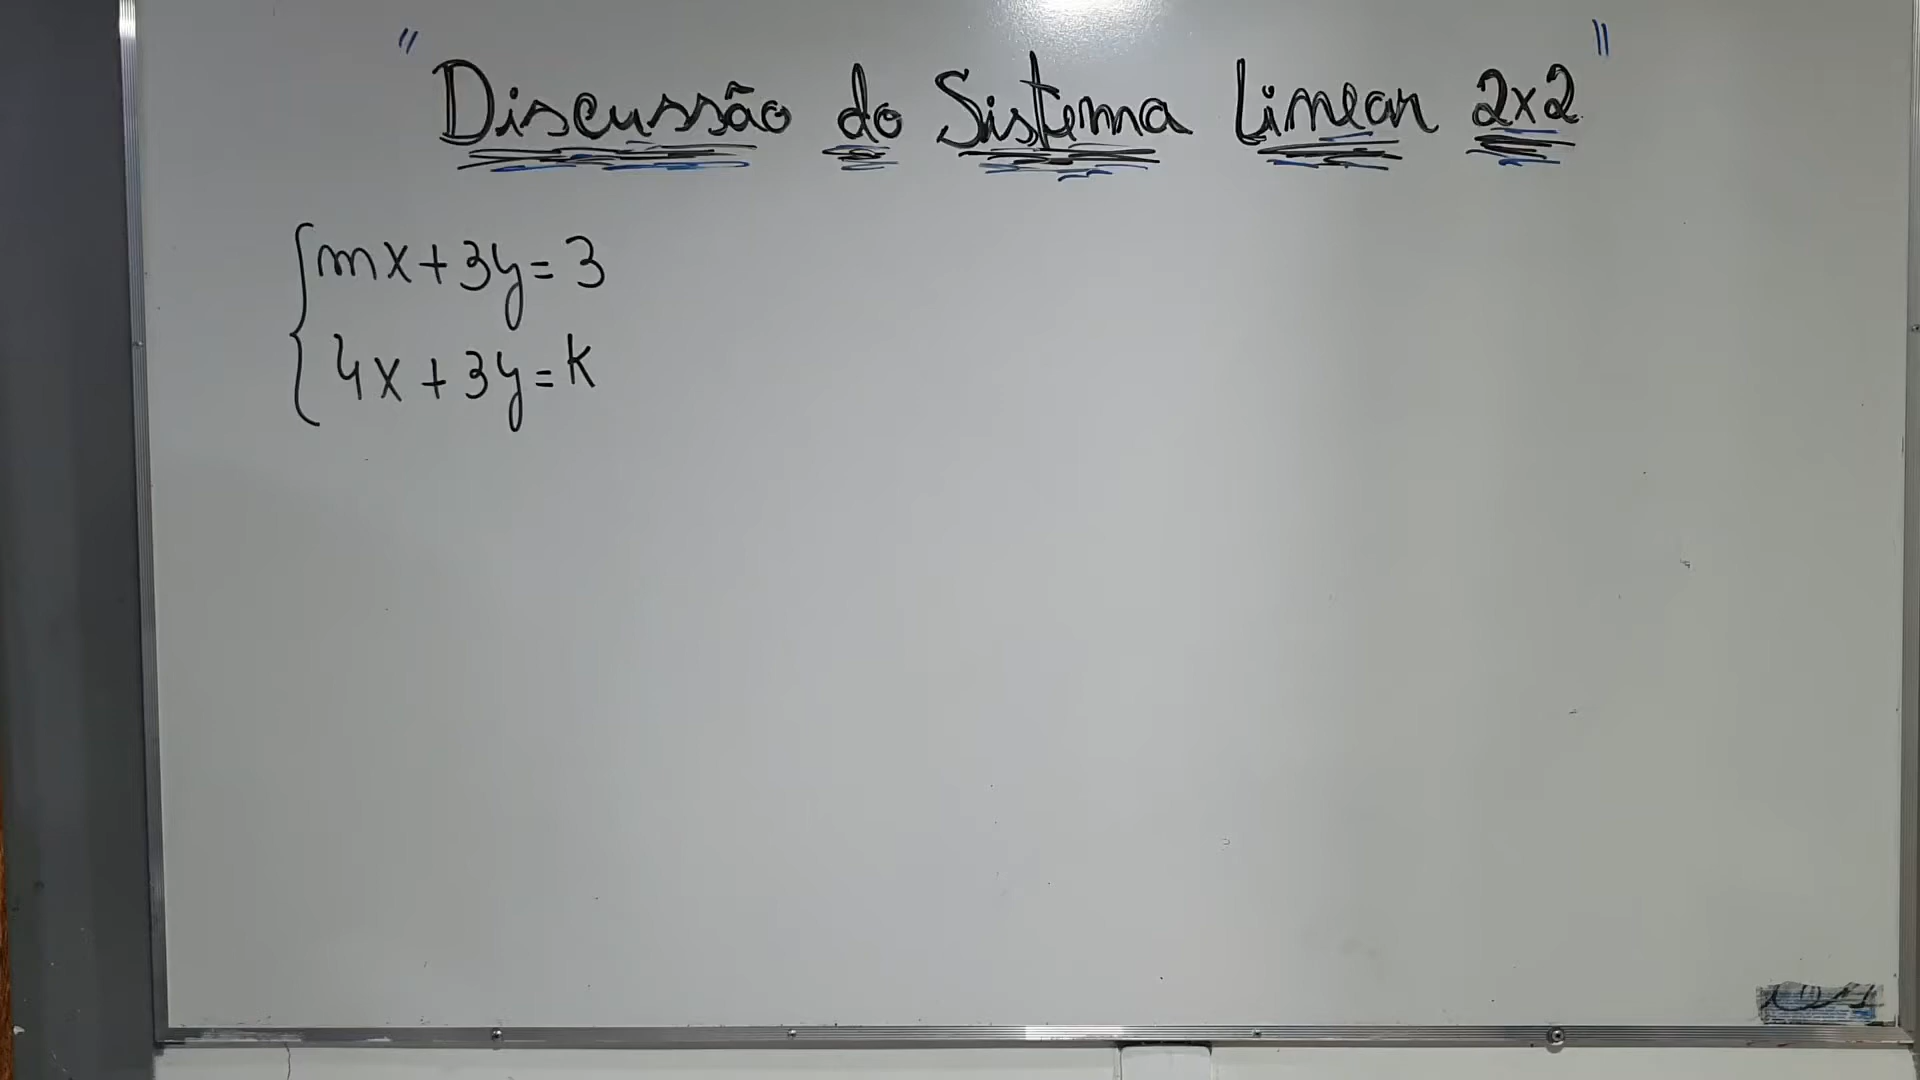 "Discussão do Sistema Linear 2x2"
mx+3y=3
4x+3y=k